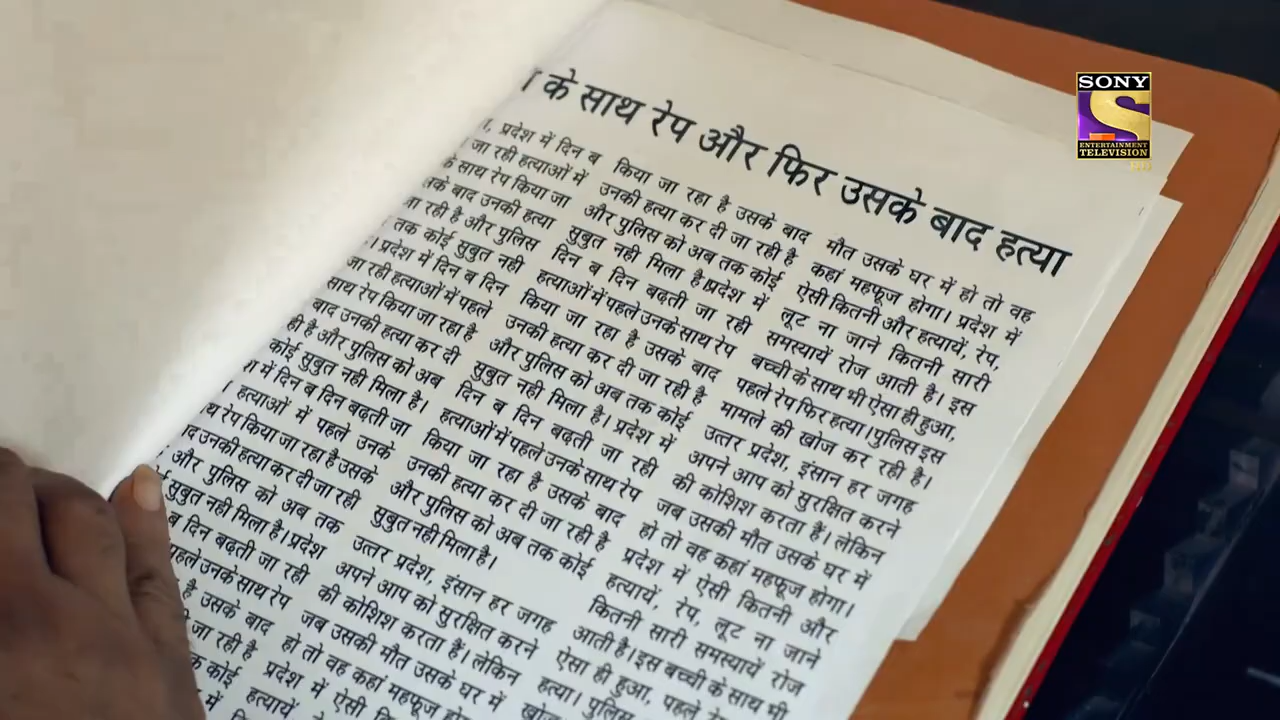 के साथ रेप और फिर उसके बाद हत्या
प्रदेश में दिन ब
जा रही हत्याओं में
साथ रेप किया जा
बाद उनकी हत्या
रही है और पुलिस
तक कोई सुबुत नही
प्रदेश में दिन ब दिन
जा रही हत्याओं में पहले
साथ रेप किया जा रहा है
बाद उनकी हत्या कर दी
है और पुलिस को अब
कोई सुबुत नही मिला है।
में दिन ब दिन बढ़ती जा
हत्याओं में पहले उनके
रेप किया जा रहा है उसके
उनकी हत्या कर दी जा रही
और पुलिस को अब तक
सुबुत नही मिला है। प्रदेश
ब दिन बढ़ती जा रही
पहले उनके साथ रेप
है उसके बाद
जा रही है
कोई
में
किया जा रहा है उसके बाद
उनकी हत्या कर दी जा रही है
और पुलिस को अब तक कोई
सुबुत नही मिला है।प्रदेश में
दिन ब दिन बढ़ती जा रही
हत्याओं में पहले उनके साथ रेप
किया जा रहा है उसके बाद
उनकी हत्या कर दी जा रही है
और पुलिस को अब तक कोई
सुबुत नही मिला है। प्रदेश में
दिन ब दिन बढ़ती जा रही
हत्याओं में पहले उनके साथ रेप
किया जा रहा है उसके बाद
उनकी हत्या कर दी जा रही है
और पुलिस को अब तक कोई
सुबुत नही मिला है।
उत्तर प्रदेश, इंसान हर जगह
अपने आप को सुरक्षित करने
की कोशिश करता हैं। लेकिन
जब उसकी मौत उसके घर में
हो तो वह कहां महफूज होगा।
प्रदेश में ऐसी कितनी
हत्यायें
मौत उसके घर में हो तो वह
कहां महफूज होगा। प्रदेश में
ऐसी कितनी और हत्यायें, रेप,
लूट ना जाने कितनी सारी
समस्यायें रोज आती है। इस
बच्ची के साथ भी ऐसा ही हुआ,
पहले रेप फिर हत्या।पुलिस इस
मामले की खोज कर रही है।
उत्तर प्रदेश, इंसान हर जगह
अपने आप को सुरक्षित करने
की कोशिश करता हैं। लेकिन
जब उसकी मौत उसके घर में
हो तो वह कहां महफूज होगा।
प्रदेश में ऐसी कितनी और
हत्यायें, रेप, लूट ना जाने
कितनी सारी समस्यायें रोज
आती है। इस बच्ची के साथ भी
ऐसा ही हुआ, पहले
हत्या। पुलिस
SONY
ENTERTAINMENT
TELEVISION